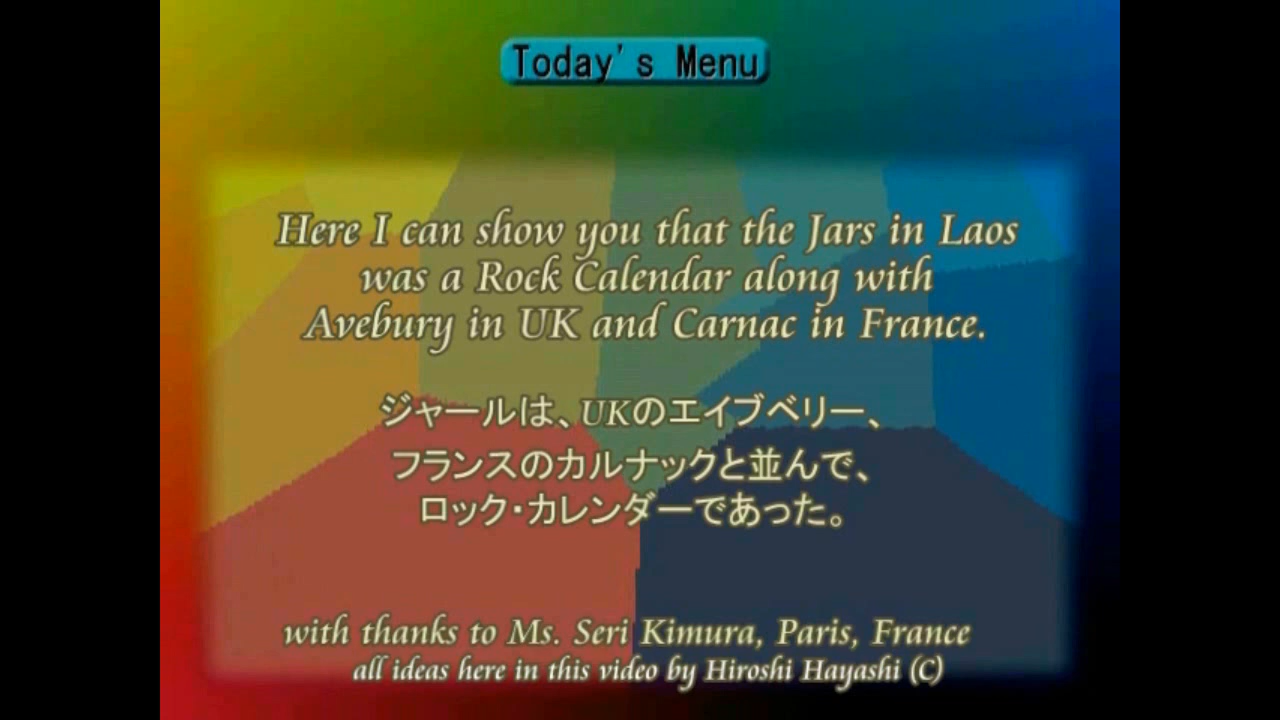 Today's Menu
Here I can show you that the Jars in Laos
was a Rock Calendar along with
Avebury in UK and Carnac in France.
ジャールは、UKのエイブベリー、
フランスのカルナックと並んで、
ロック・カレンダーであった。
with thanks to Ms. Seri Kimura, Paris, France
all ideas here in this video by Hiroshi Hayashi (C)